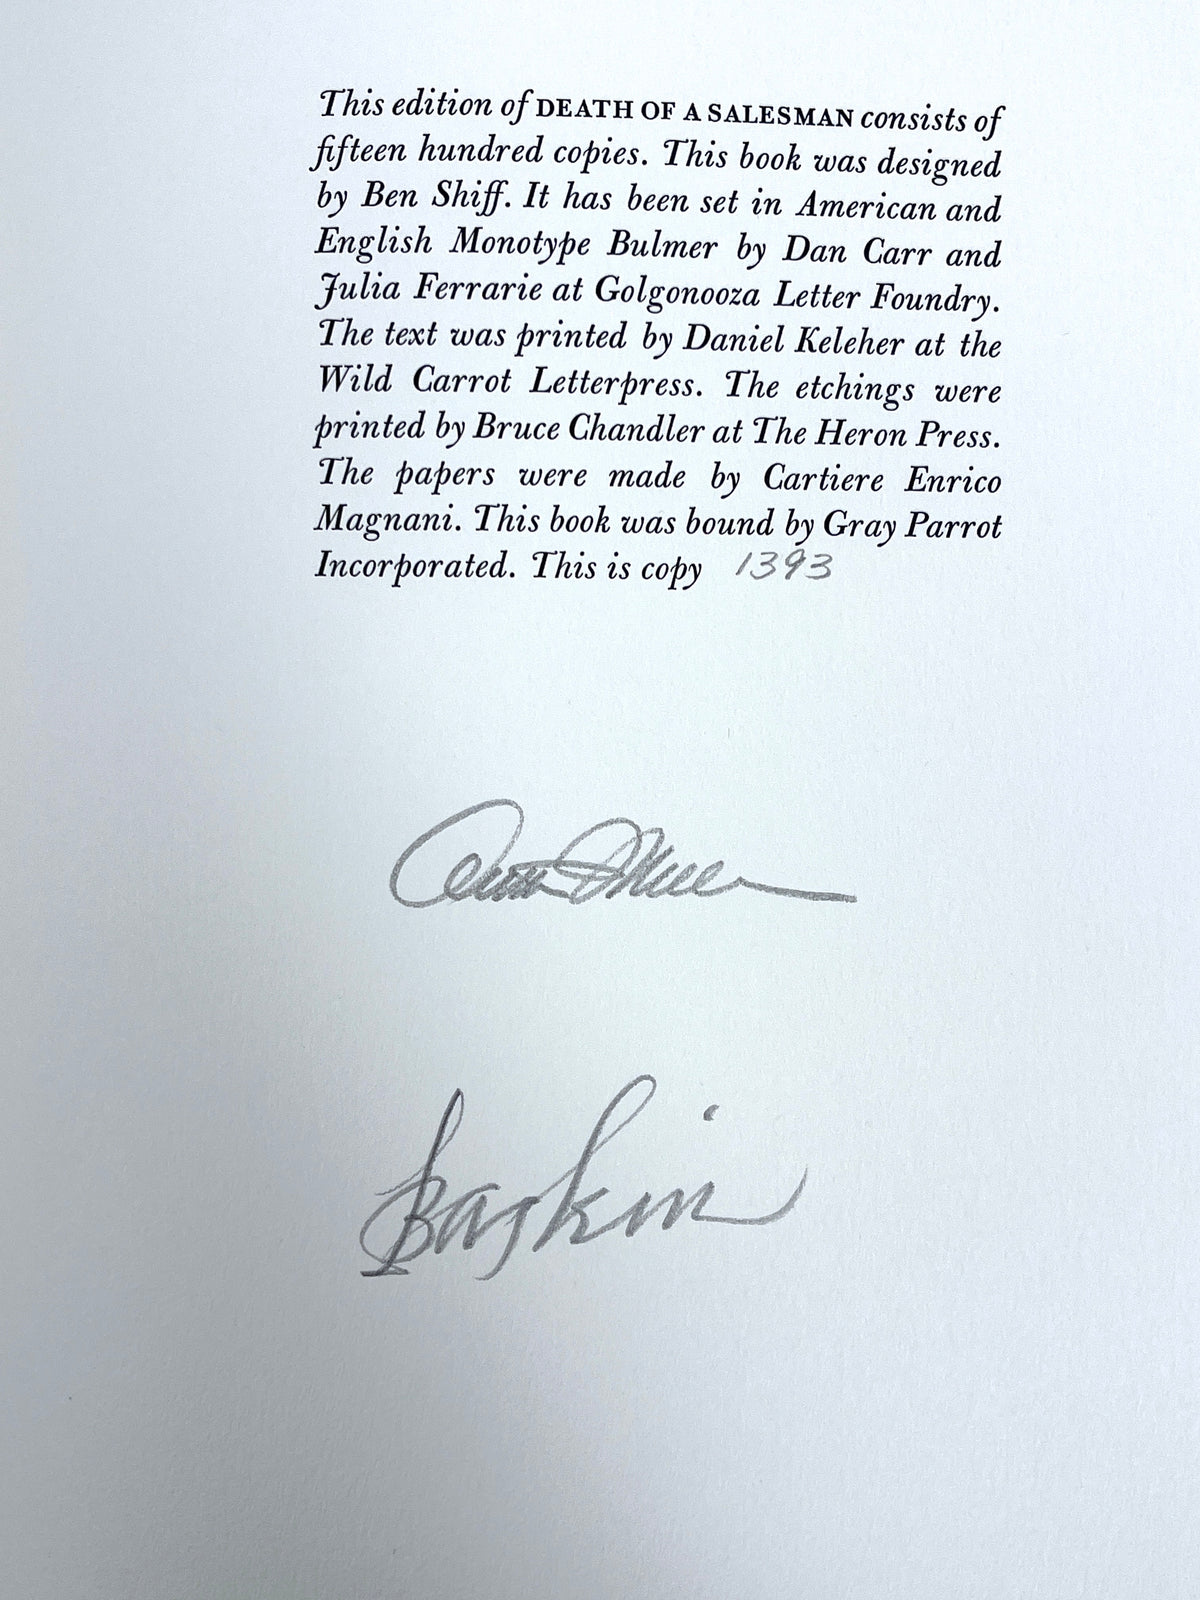 This edition of DEATH OF A SALESMAN consists of
fifteen hundred copies. This book was designed
by Ben Shiff. It has been set in American and
English Monotype Bulmer by Dan Carr and
Julia Ferrarie at Golgonooza Letter Foundry.
The text was printed by Daniel Keleher at the
Wild Carrot Letterpress. The etchings were
printed by Bruce Chandler at The Heron Press.
The papers were made by Cartiere Enrico
Magnani. This book was bound by Gray Parrot
Incorporated. This is copy 1393
Arthur Miller
Baskin